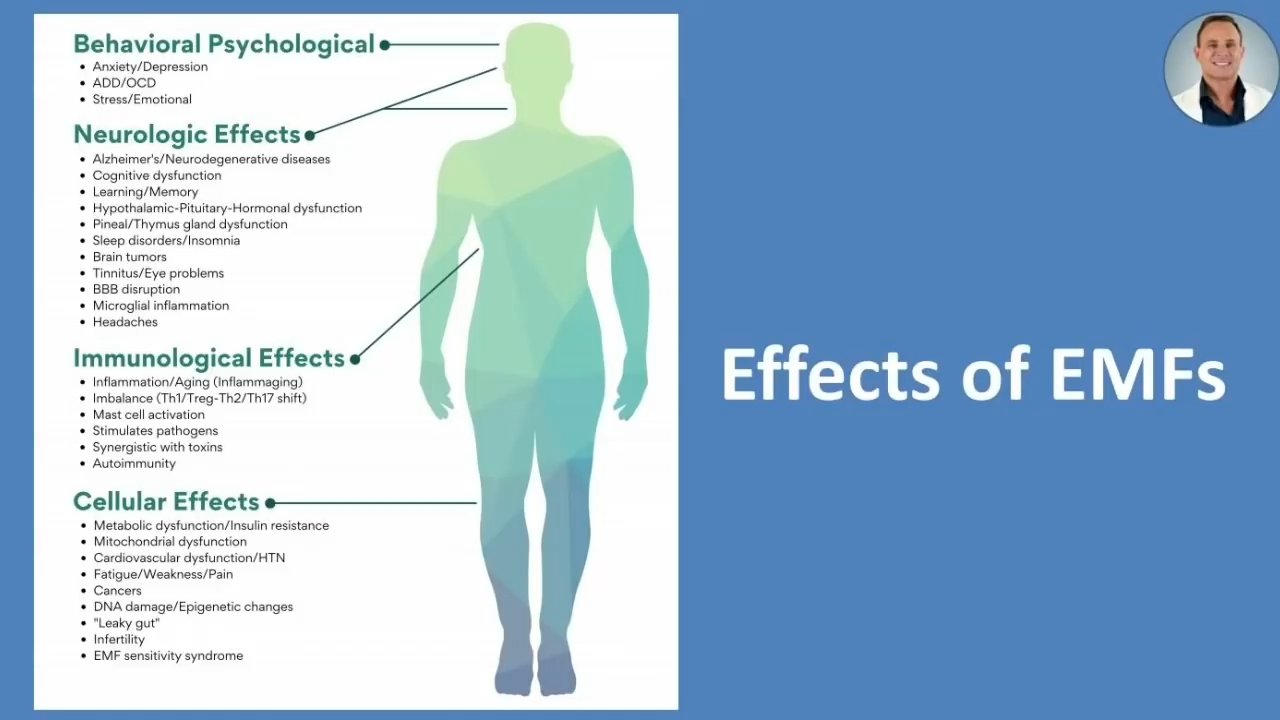 Behavioral Psychological
• Anxiety/Depression
• ADD/OCD
• Stress/Emotional
Neurologic Effects
• Alzheimer's/Neurodegenerative diseases
• Cognitive dysfunction
• Learning/Memory
• Hypothalamic-Pituitary-Hormonal dysfunction
• Pineal/Thymus gland dysfunction
• Sleep disorders/Insomnia
• Brain tumors
• Tinnitus/Eye problems
• BBB disruption
• Microglial inflammation
• Headaches
Immunological Effects
• Inflammation/Aging (Inflammaging)
• Imbalance (Th1/Treg-Th2/Th17 shift)
• Mast cell activation
• Stimulates pathogens
• Synergistic with toxins
• Autoimmunity
Cellular Effects
• Metabolic dysfunction/Insulin resistance
• Mitochondrial dysfunction
• Cardiovascular dysfunction/HTN
• Fatigue/Weakness/Pain
• Cancers
• DNA damage/Epigenetic changes
• "Leaky gut"
• Infertility
• EMF sensitivity syndrome
Effects of EMFs